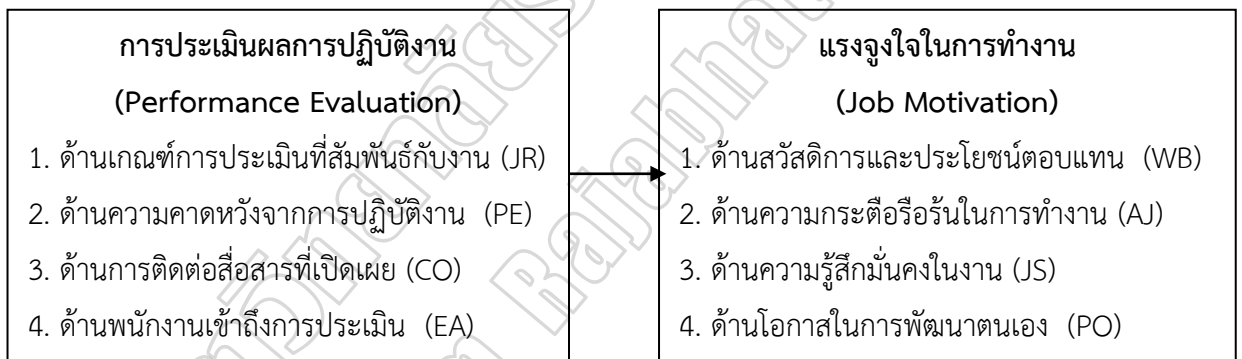 การประเมินผลการปฏิบัติงาน
(Performance Evaluation)
1. ด้านเกณฑ์การประเมินที่สัมพันธ์กับงาน (JR)
2. ด้านความคาดหวังจากการปฏิบัติงาน (PE)
3. ด้านการติดต่อสื่อสารที่เปิดเผย (CO)
4. ด้านพนักงานเข้าถึงการประเมิน (EA)
แรงจูงใจในการทำงาน
(Job Motivation)
1. ด้านสวัสดิการและประโยชน์ตอบแทน (WB)
2. ด้านความกระตือรือร้นในการทำงาน (AJ)
3. ด้านความรู้สึกมั่นคงในงาน (JS)
4. ด้านโอกาสในการพัฒนาตนเอง (PO)